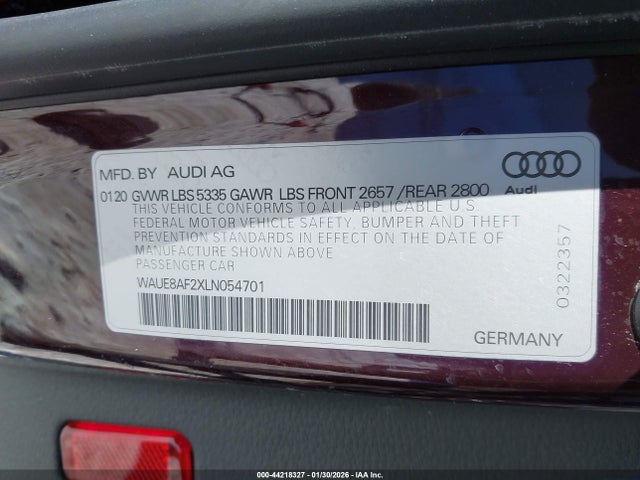 MFD. BY AUDI AG
0120 GVWR LBS 5335 GAWR LBS FRONT 2657 / REAR 2800
Audi
THIS VEHICLE CONFORMS TO ALL APPLICABLE U.S.
FEDERAL MOTOR VEHICLE SAFETY, BUMPER AND THEFT
PREVENTION STANDARDS IN EFFECT ON THE DATE OF
MANUFACTURE SHOWN ABOVE
PASSENGER CAR
WAUE8AF2XLN054701
GERMANY
0322357
000-44218327 - 01/30/2026 - IAA Inc.